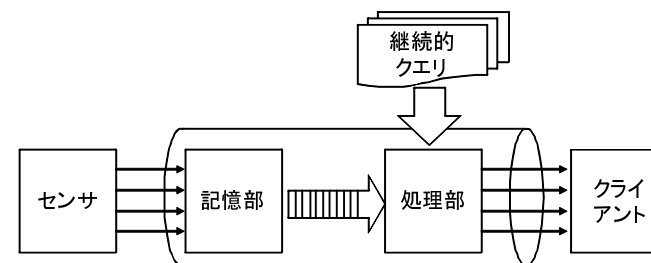 継続的
クエリ
センサ
記憶部
処理部
クライ
アント